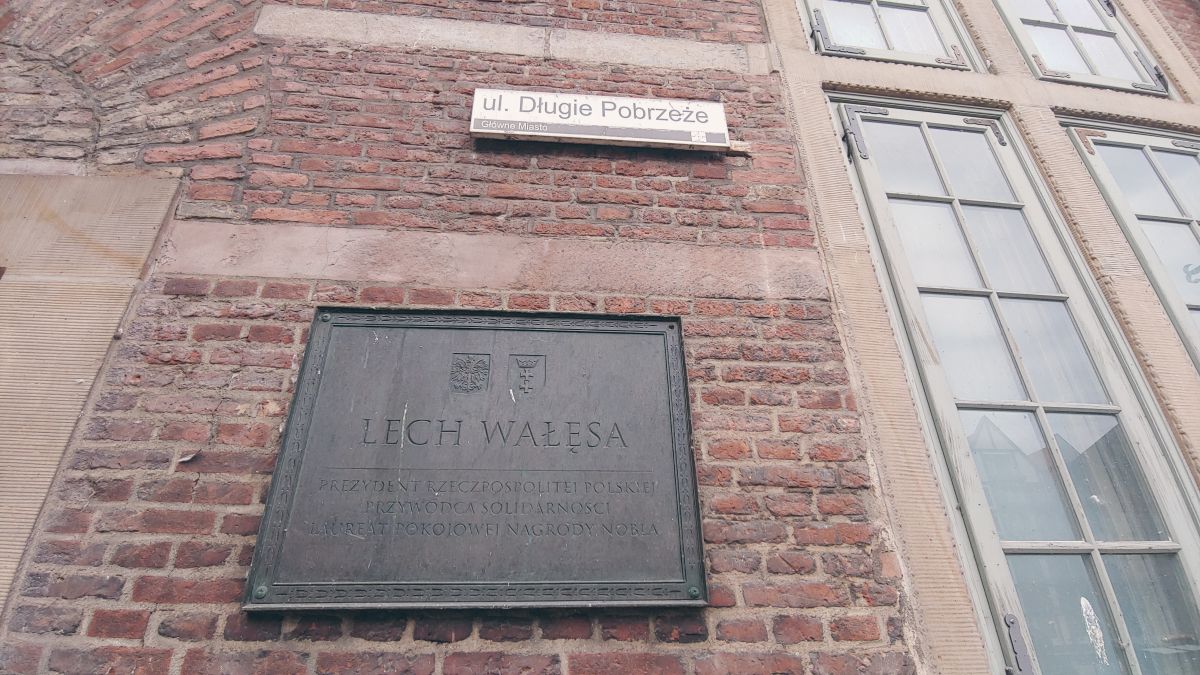 ul. Długie Pobrzeże
Główne Miasto
LECH WAŁĘSA
PREZYDENT RZECZPOSPOLITEJ POLSKIEJ
PRZYWÓDCA SOLIDARNOŚCI
LAUREAT POKOJOWEJ NAGRODY NOBLA